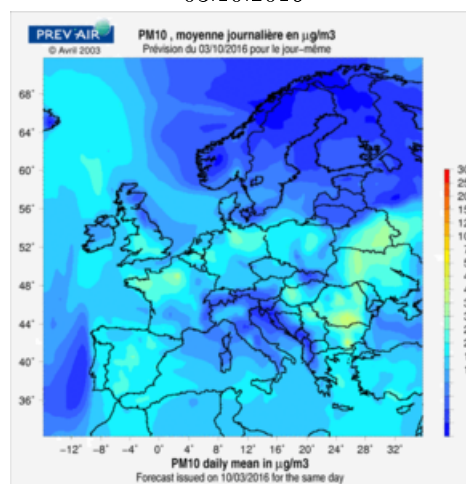 PREV'AIR
© Avril 2003
PM10 , moyenne journalière en µg/m3
Prévision du 03/10/2016 pour le jour−même
68°
64°
60°
56°
52°
48°
44°
40°
36°
−12° −8° −4° 0° 4° 8° 12° 16° 20° 24° 28° 32°
PM10 daily mean in µg/m3
Forecast issued on 10/03/2016 for the same day